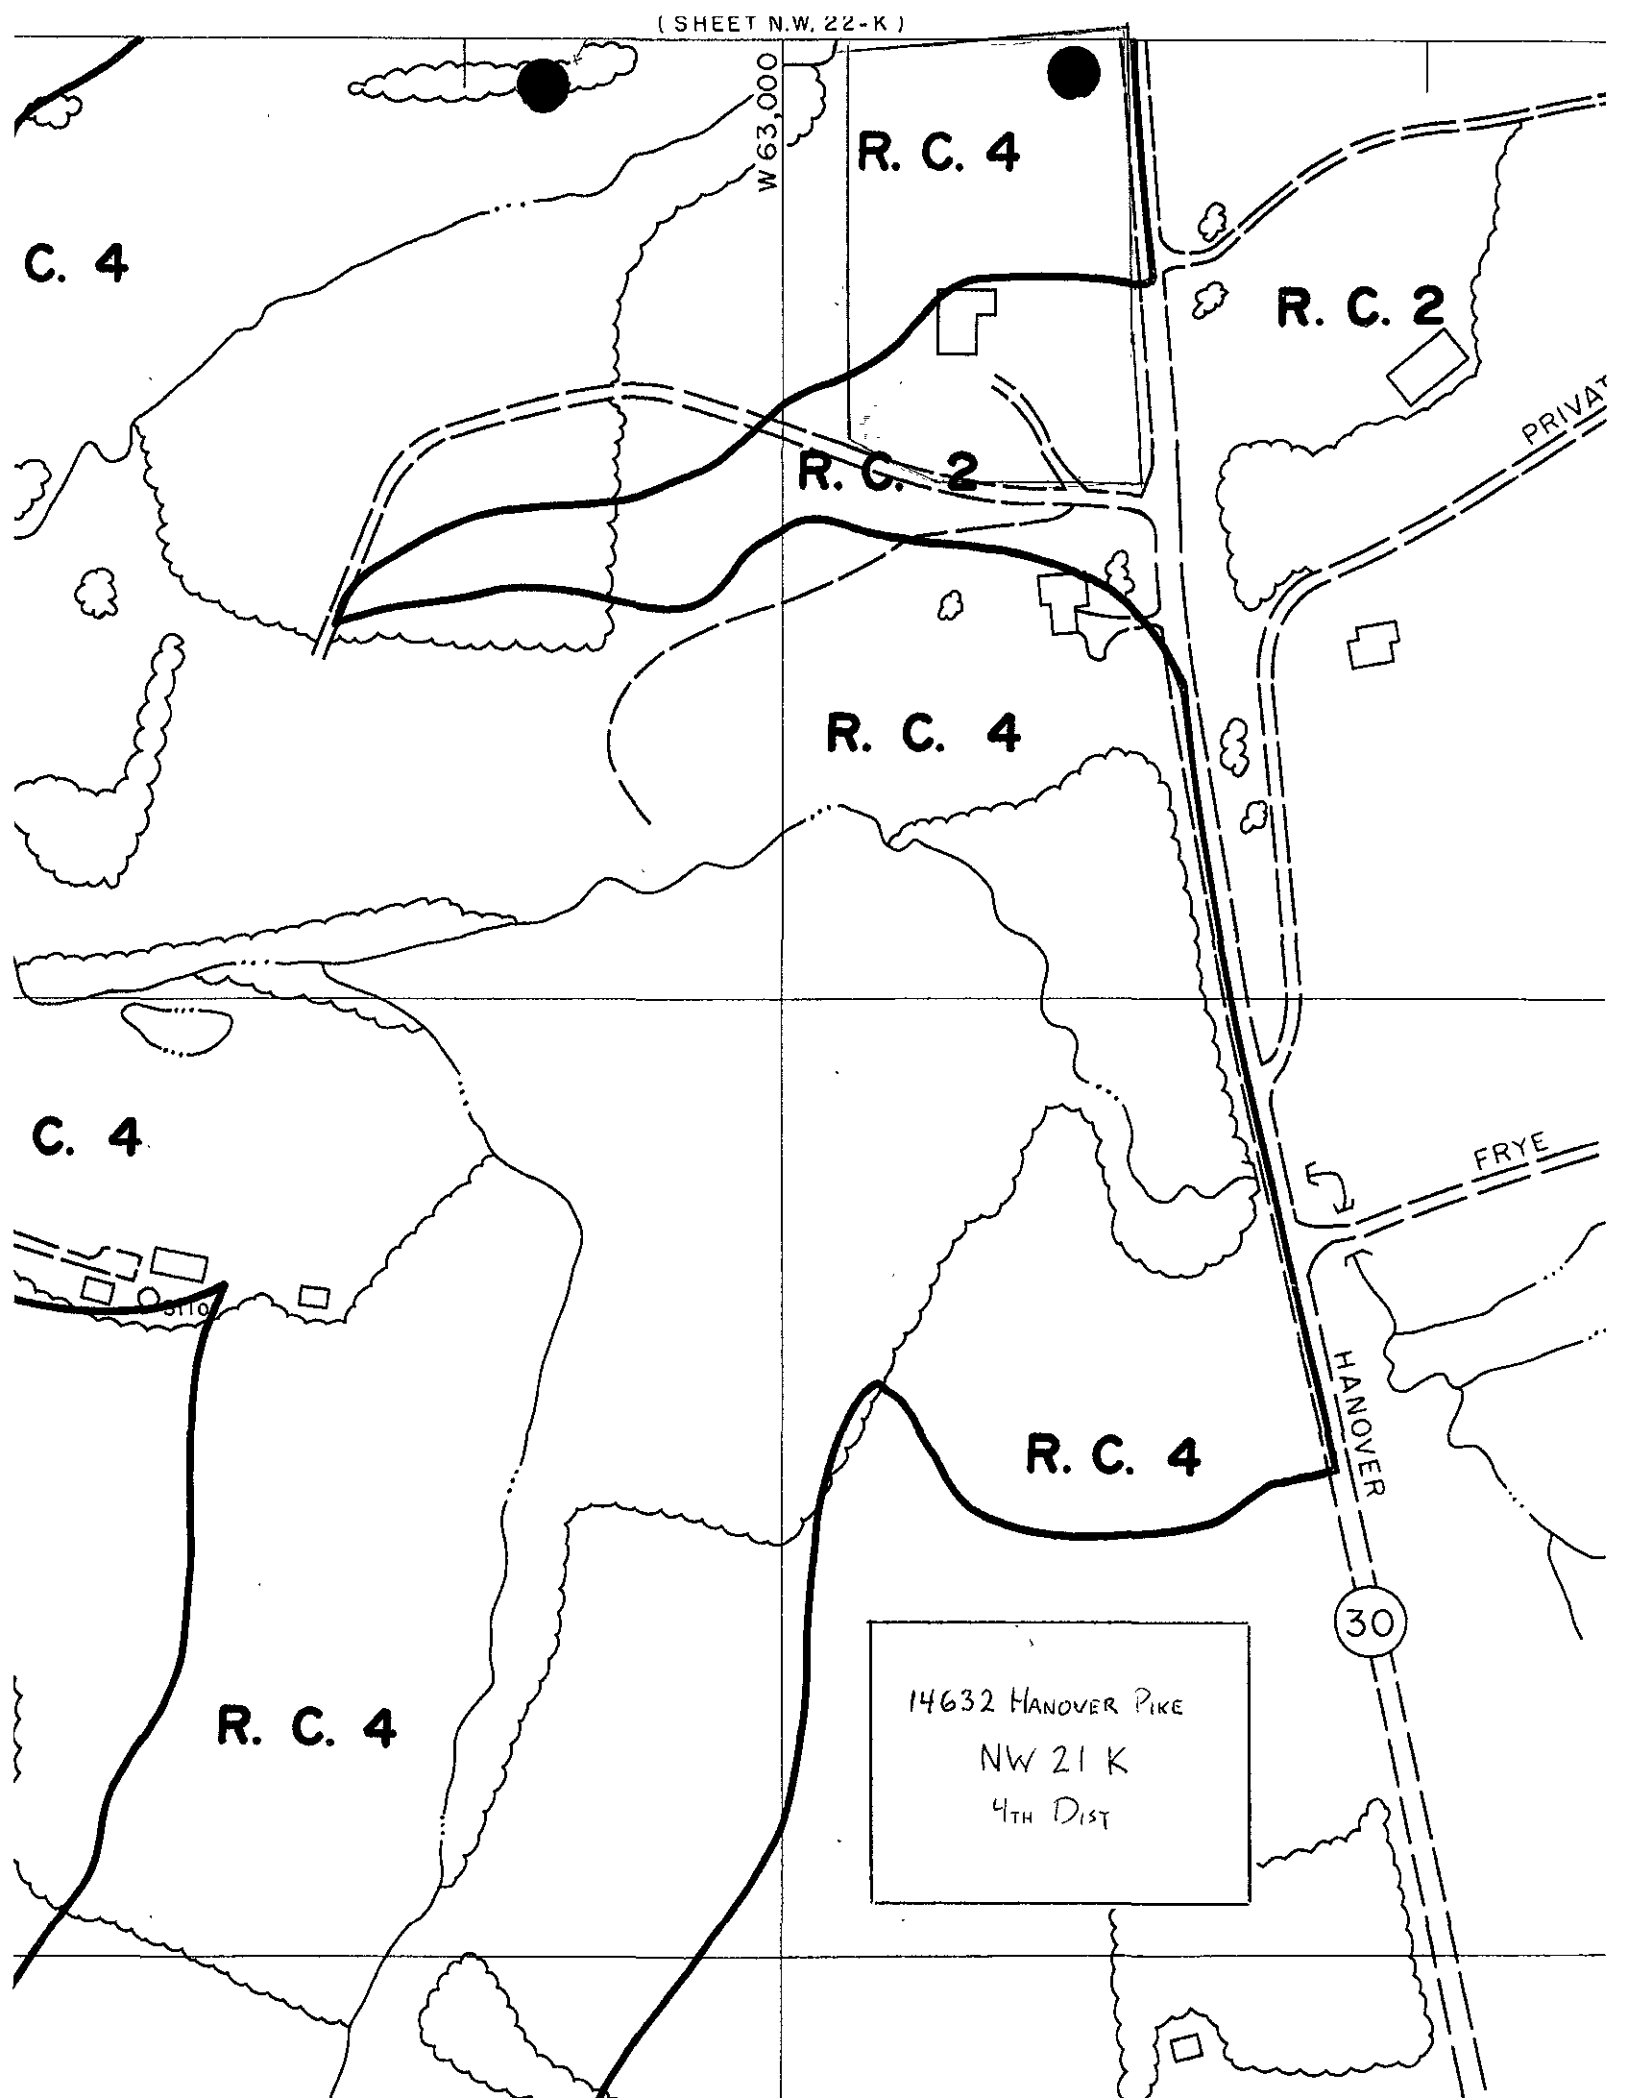 ( SHEET N.W. 22-K )
W 63,000
R. C. 4
C. 4
R. C. 2
PRIVAT
R. C. 2
R. C. 4
C. 4
FRYE
Silo
HANOVER
R. C. 4
30
R. C. 4
14632 HANOVER PIKE
NW 21 K
4TH DIST